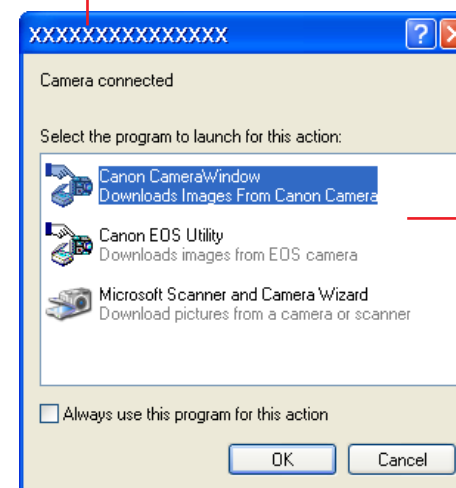 XXXXXXXXXXXXXXX
?
Camera connected
Select the program to launch for this action:
Canon CameraWindow
Downloads Images From Canon Camera
Canon EOS Utility
Downloads images from EOS camera
Microsoft Scanner and Camera Wizard
Download pictures from a camera or scanner
Always use this program for this action
OK Cancel